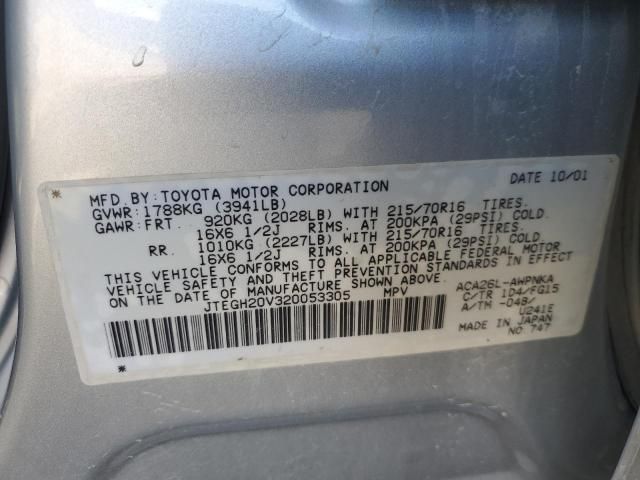 MFD.BY:TOYOTA MOTOR CORPORATION DATE 10/01
GVWR:1788KG (3941LB)
GAWR:FRT. 920KG (2028LB) WITH 215/70R16 TIRES.
16X6 1/2J RIMS. AT 200KPA (29PSI) COLD.
RR. 1010KG (2227LB) WITH 215/70R16 TIRES.
16X6 1/2J RIMS. AT 200KPA (29PSI) COLD.
THIS VEHICLE CONFORMS TO ALL APPLICABLE FEDERAL MOTOR
VEHICLE SAFETY AND THEFT PREVENTION STANDARDS IN EFFECT
ON THE DATE OF MANUFACTURE SHOWN ABOVE.
JTEGH20V320053305 MPV ACA26L-AWPNKA
C/TR 1D4/FG15
A/TM -04B/
U241E
MADE IN JAPAN
NO 747